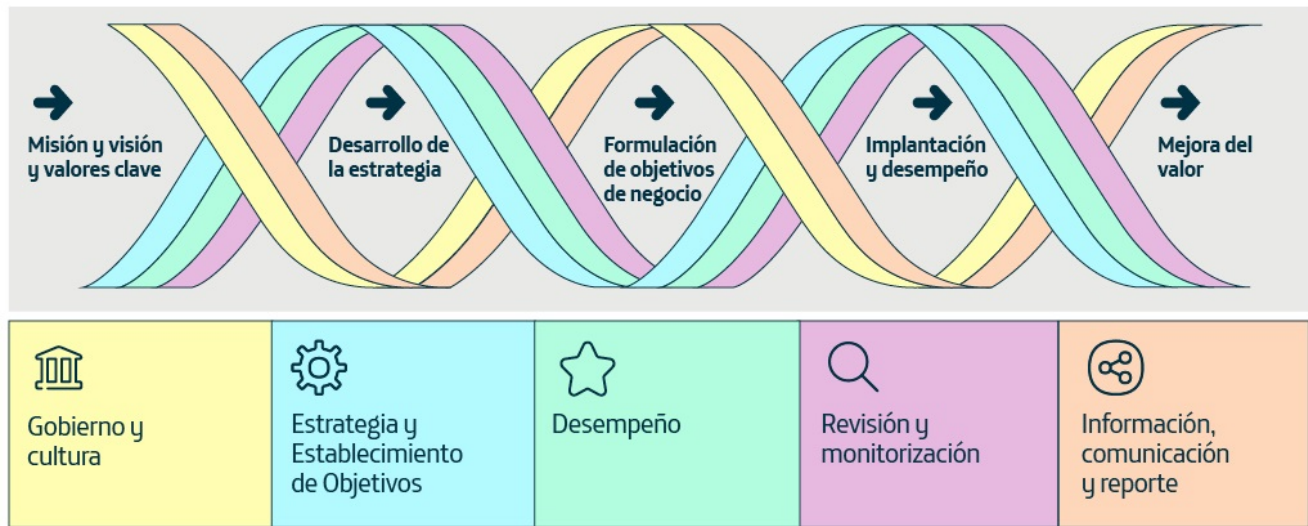 Misión y visión
y valores clave
Desarrollo de
la estrategia
Formulación
de objetivos
de negocio
Implantación
y desempeño
Mejora del
valor
Gobierno y
cultura
Estrategia y
Establecimiento
de Objetivos
Desempeño
Revisión y
monitorización
Información,
comunicación
y reporte